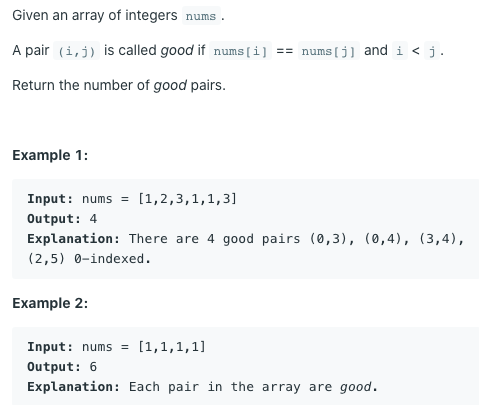 Given an array of integers nums .
A pair (i,j) is called good if nums[i] == nums[j] and i < j .
Return the number of good pairs.
Example 1:
Input: nums = [1,2,3,1,1,3]
Output: 4
Explanation: There are 4 good pairs (0,3), (0,4), (3,4),
(2,5) 0-indexed.
Example 2:
Input: nums = [1,1,1,1]
Output: 6
Explanation: Each pair in the array are good.